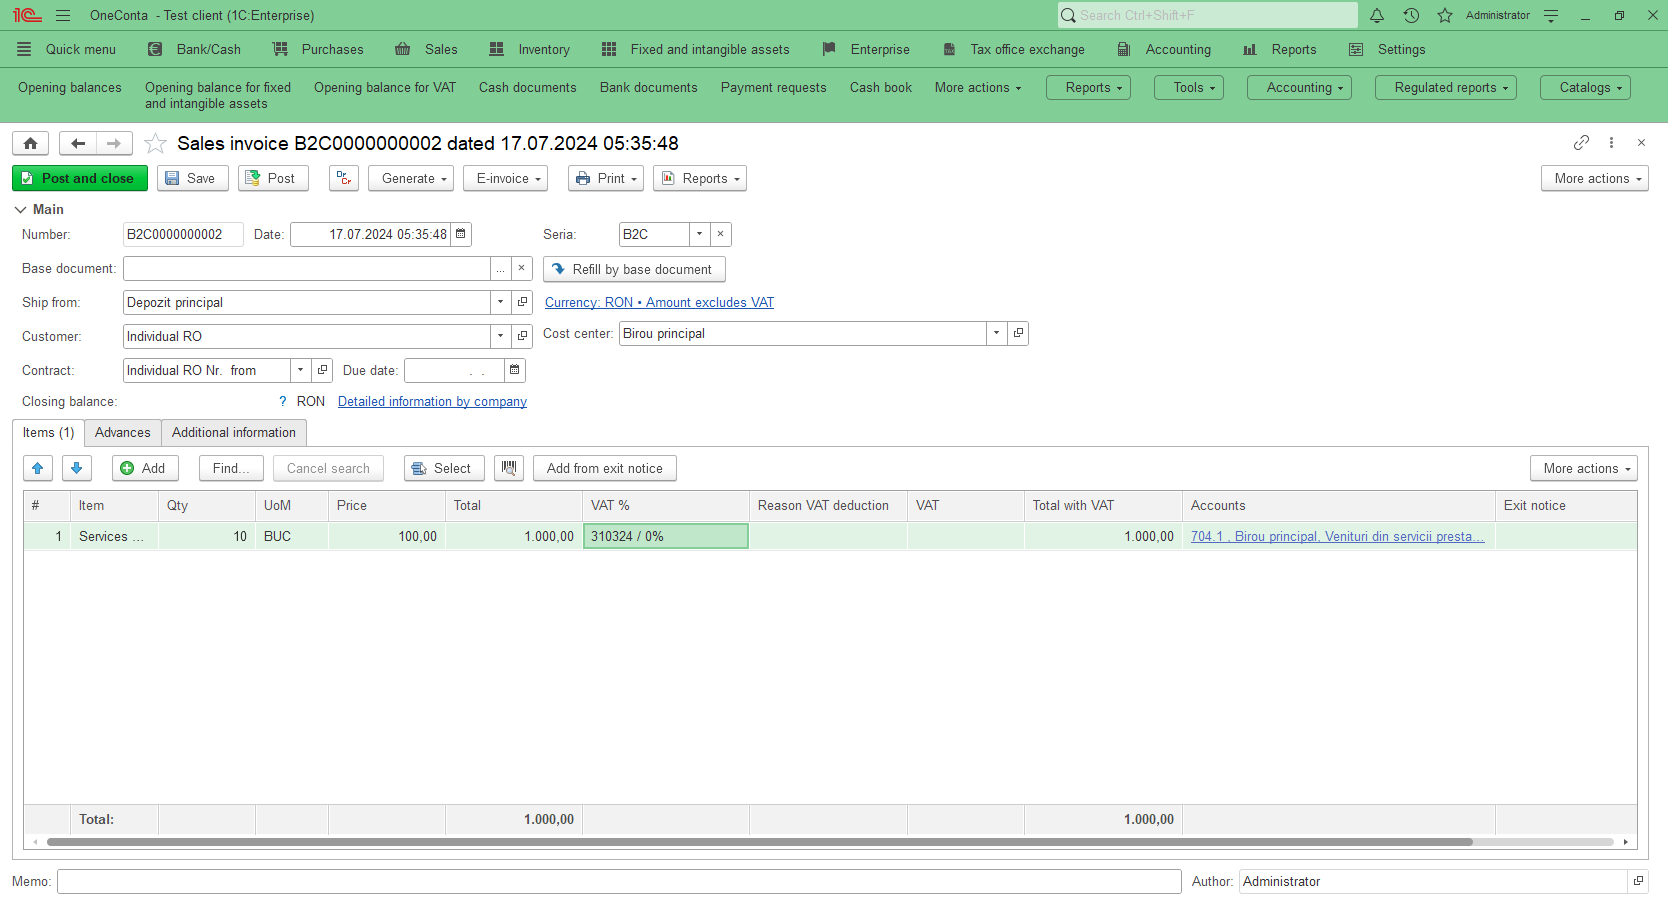 1C OneConta - Test client (1C:Enterprise) Search Ctrl+Shift+F Administrator
Quick menu Bank/Cash Purchases Sales Inventory Fixed and intangible assets Enterprise Tax office exchange Accounting Reports Settings
Opening balances Opening balance for fixed and intangible assets Opening balance for VAT Cash documents Bank documents Payment requests Cash book More actions Reports Tools Accounting Regulated reports Catalogs
Sales invoice B2C0000000002 dated 17.07.2024 05:35:48
Post and close Save Post Dr Cr Generate E-invoice Print Reports More actions
Main
Number: B2C0000000002 Date: 17.07.2024 05:35:48 Seria: B2C
Base document: ... Refill by base document
Ship from: Depozit principal Currency: RON • Amount excludes VAT
Customer: Individual RO Cost center: Birou principal
Contract: Individual RO Nr. from Due date: . .
Closing balance: ? RON Detailed information by company
Items (1) Advances Additional information
Add Find... Cancel search Select Add from exit notice More actions
# Item Qty UoM Price Total VAT % Reason VAT deduction VAT Total with VAT Accounts Exit notice
1 Services ... 10 BUC 100,00 1.000,00 310324 / 0% 1.000,00 704.1 , Birou principal, Venituri din servicii presta...
Total: 1.000,00 1.000,00
Memo: Author: Administrator